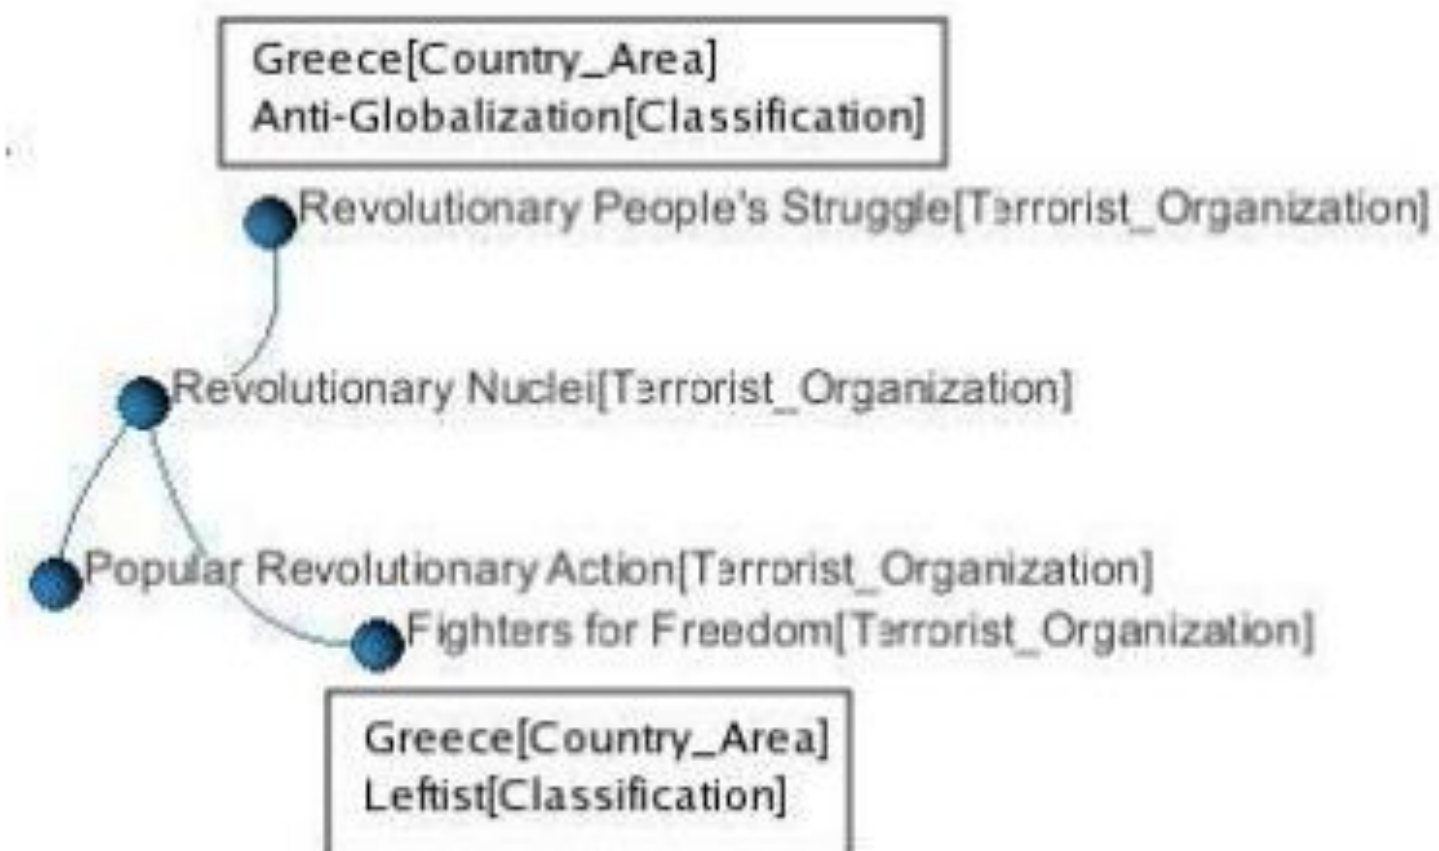 Greece[Country_Area]
Anti-Globalization[Classification]
Revolutionary People's Struggle[Terrorist_Organization]
Revolutionary Nuclei[Terrorist_Organization]
Popular Revolutionary Action[Terrorist_Organization]
Fighters for Freedom[Terrorist_Organization]
Greece[Country_Area]
Leftist[Classification]